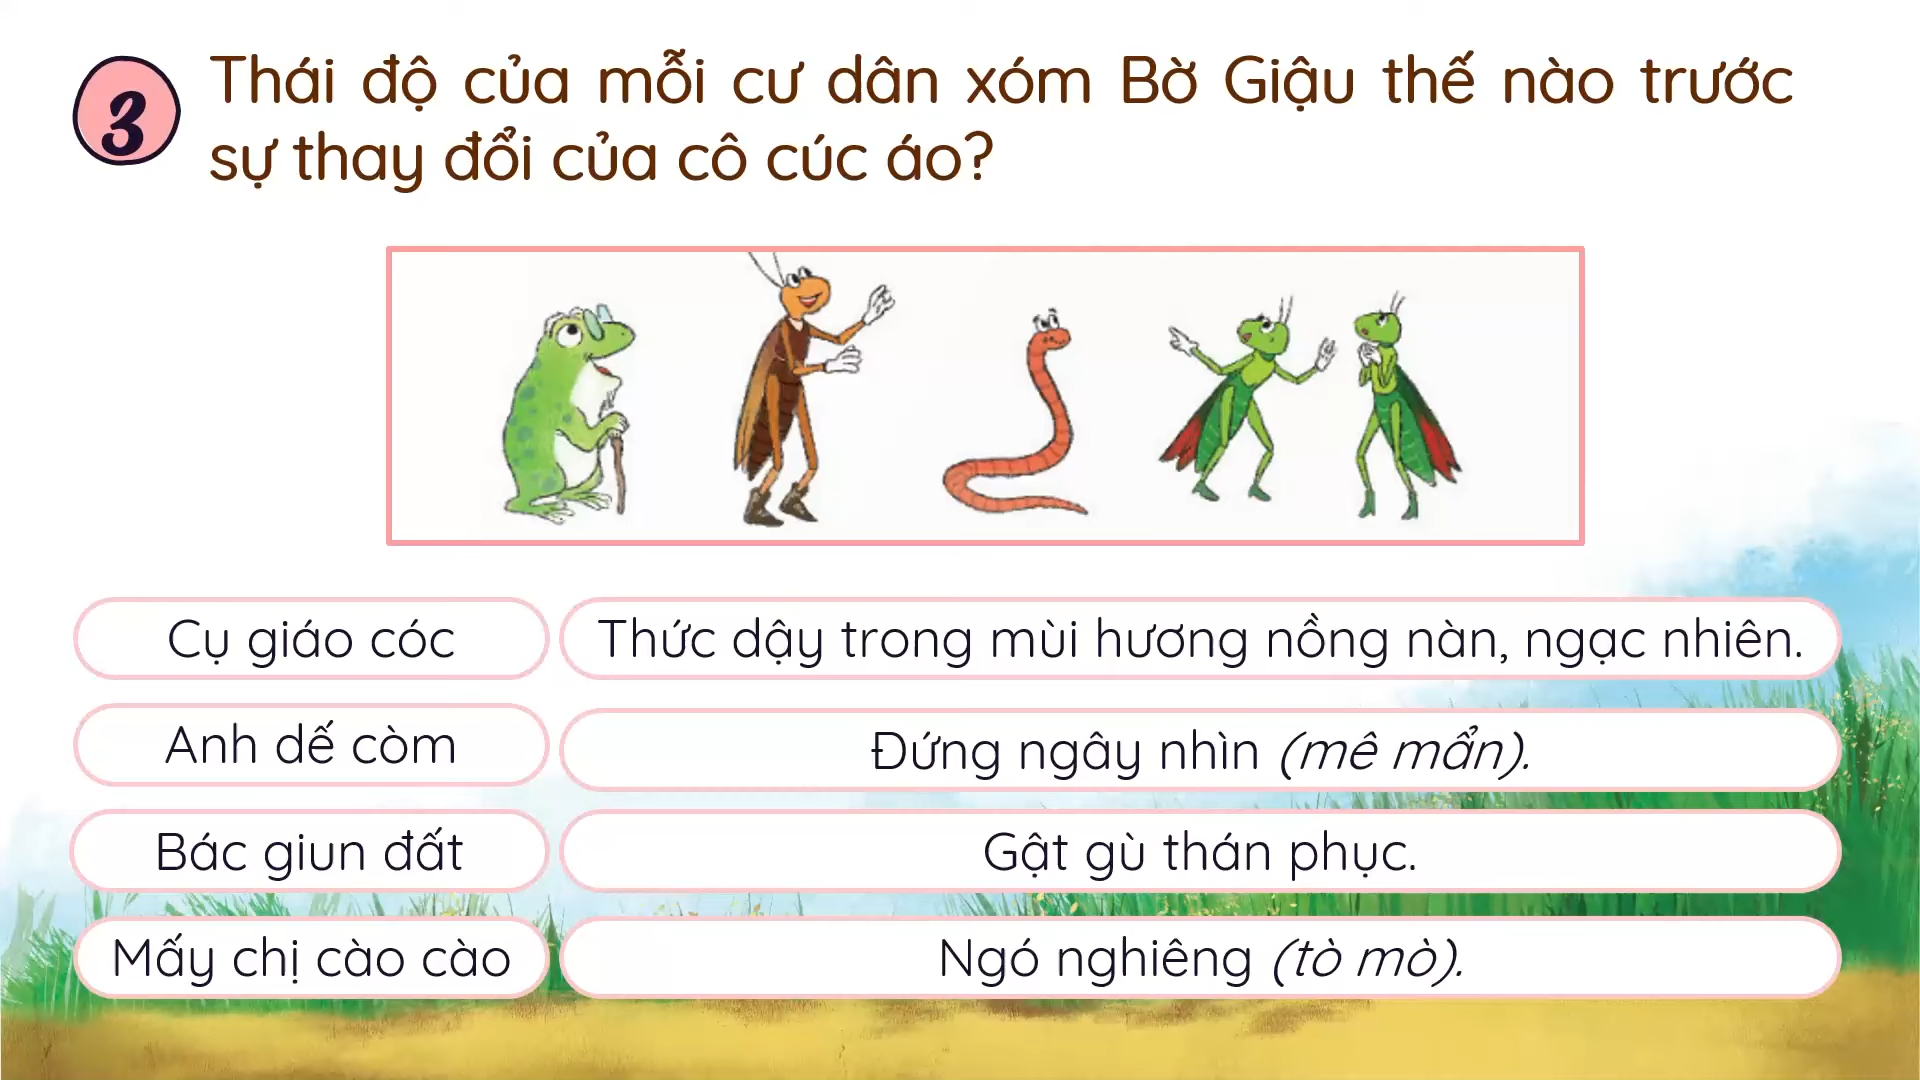 3
Thái độ của mỗi cư dân xóm Bờ Giậu thế nào trước
sự thay đổi của cô cúc áo?
Cụ giáo cóc
Thức dậy trong mùi hương nồng nàn, ngạc nhiên.
Anh dế còm
Đứng ngây nhìn (mê mẩn).
Bác giun đất
Gật gù thán phục.
Mấy chị cào cào
Ngó nghiêng (tò mò).